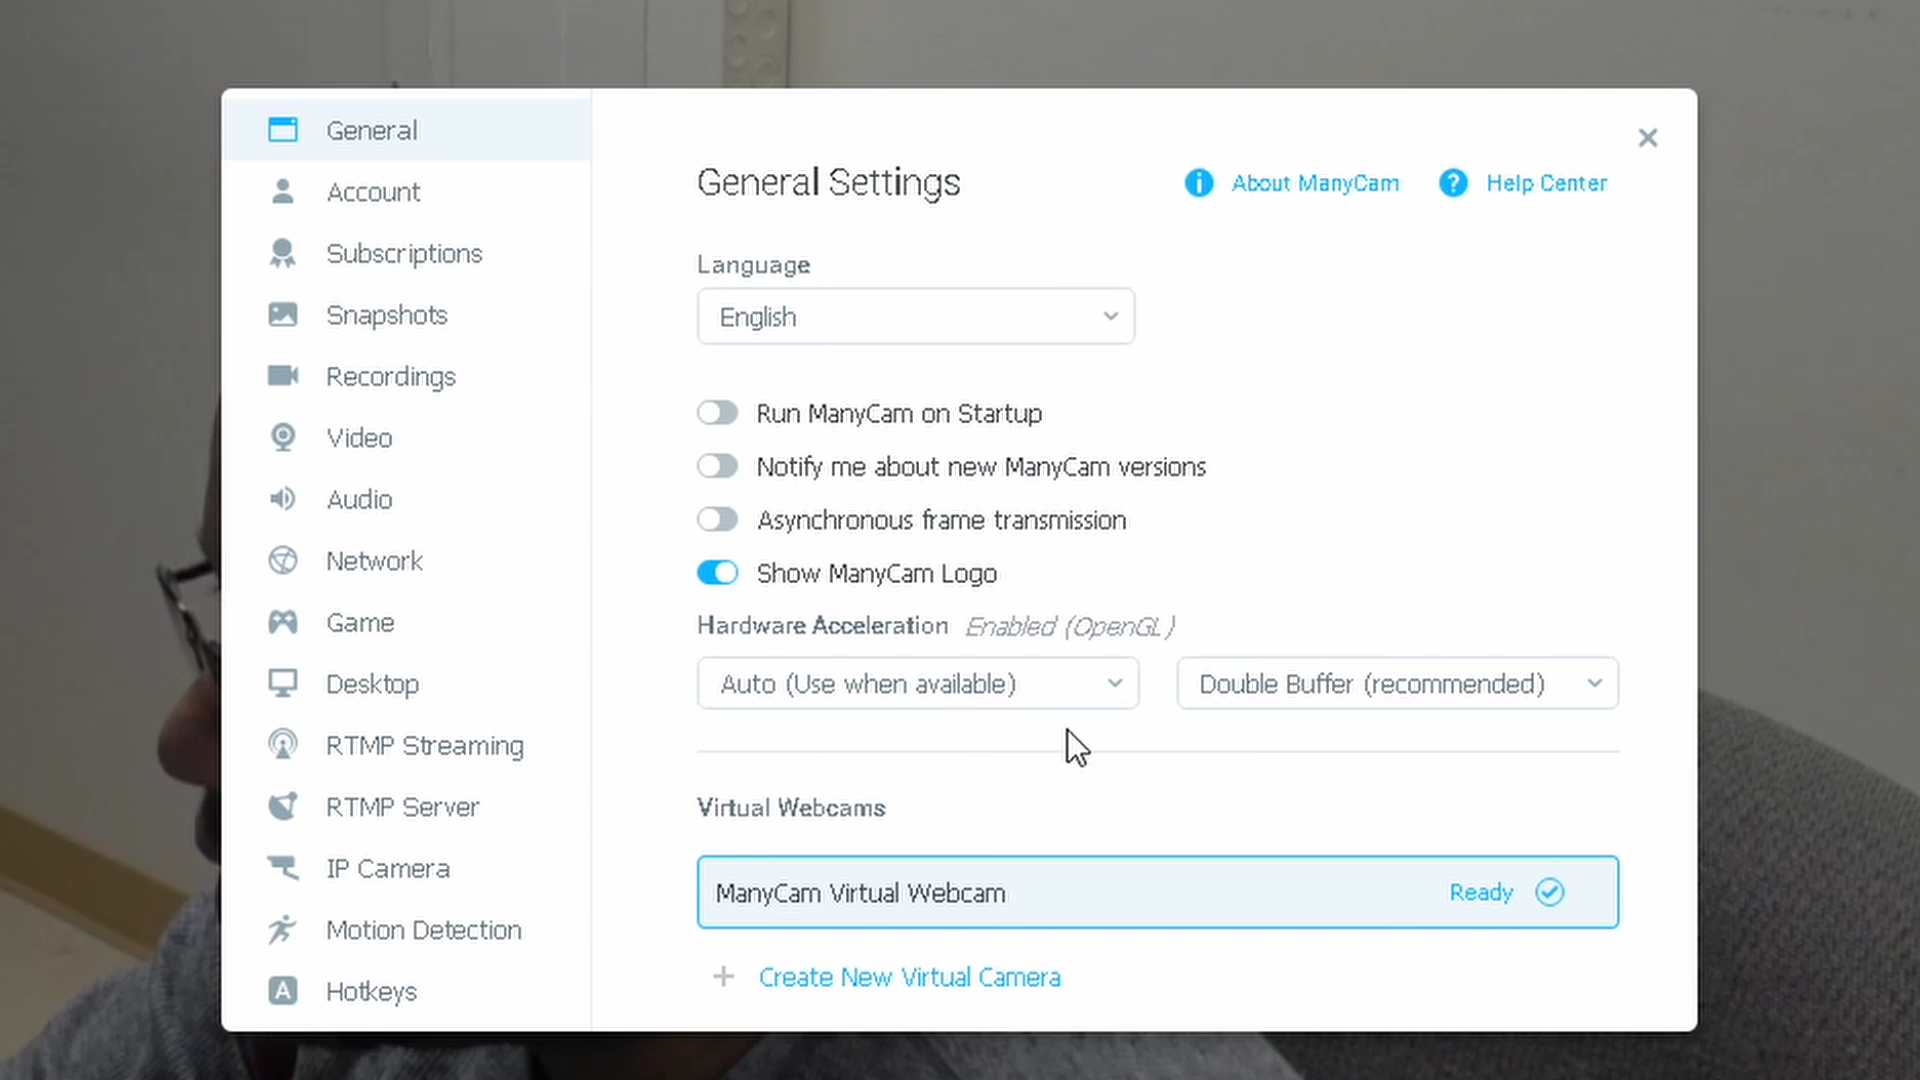 General
Account
Subscriptions
Snapshots
Recordings
Video
Audio
Network
Game
Desktop
RTMP Streaming
RTMP Server
IP Camera
Motion Detection
A Hotkeys
General Settings
About ManyCam
Help Center
Language
English
Run ManyCam on Startup
Notify me about new ManyCam versions
Asynchronous frame transmission
Show ManyCam Logo
Hardware Acceleration Enabled (OpenGL)
Auto (Use when available)
Double Buffer (recommended)
Virtual Webcams
ManyCam Virtual Webcam Ready
+ Create New Virtual Camera